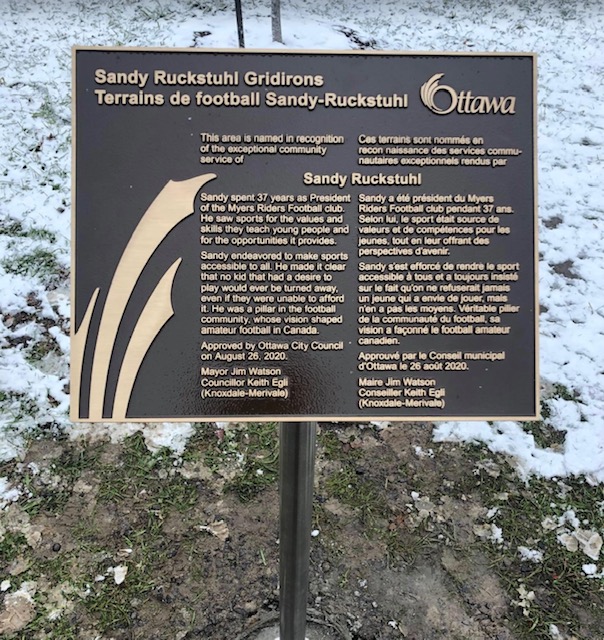 Sandy Ruckstuhl Gridirons
Terrains de football Sandy-Ruckstuhl
Ottawa
This area is named in recognition
of the exceptional community
service of
Ces terrains sont nommés en
recon naissance des services commu-
nautaires exceptionnels rendus par
Sandy Ruckstuhl
Sandy spent 37 years as President
of the Myers Riders Football club.
He saw sports for the values and
skills they teach young people and
for the opportunities it provides.
Sandy endeavored to make sports
accessible to all. He made it clear
that no kid that had a desire to
play would ever be turned away,
even if they were unable to afford
it. He was a pillar in the football
community, whose vision shaped
amateur football in Canada.
Approved by Ottawa City Council
on August 26, 2020.
Mayor Jim Watson
Councillor Keith Egli
(Knoxdale-Merivale)
Sandy a été président du Myers
Riders Football club pendant 37 ans.
Selon lui, le sport était source de
valeurs et de compétences pour les
jeunes, tout en leur offrant des
perspectives d'avenir.
Sandy s'est efforcé de rendre le sport
accessible à tous et a toujours insisté
sur le fait qu'on ne refuserait jamais
un jeune qui a envie de jouer, mais
n'en a pas les moyens. Véritable pilier
de la communauté du football, sa
vision a façonné le football amateur
canadien.
Approuvé par le Conseil municipal
d'Ottawa le 26 août 2020.
Maire Jim Watson
Conseiller Keith Egli
(Knoxdale-Merivale)